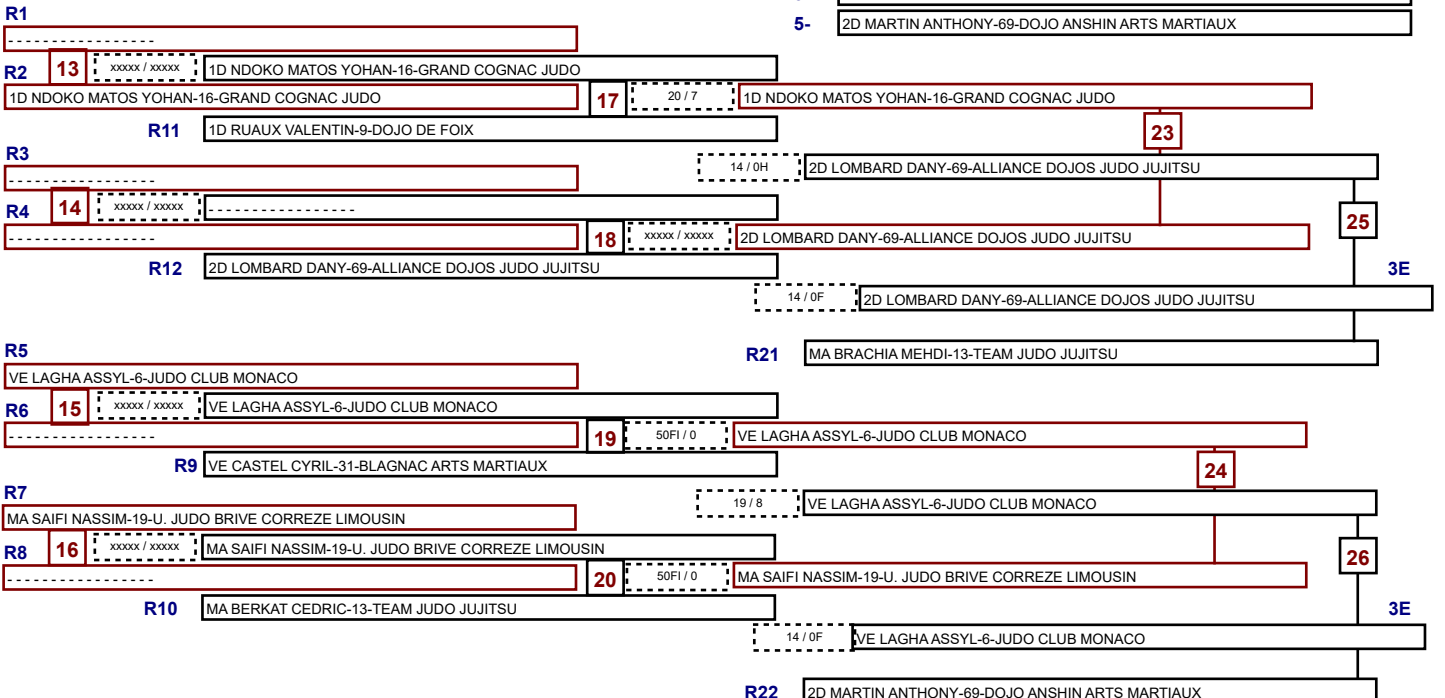 R1
5-
2D MARTIN ANTHONY-69-DOJO ANSHIN ARTS MARTIAUX
- - - - - - - - - - - - - - - -
R2
13
xxxxx / xxxxx
1D NDOKO MATOS YOHAN-16-GRAND COGNAC JUDO
1D NDOKO MATOS YOHAN-16-GRAND COGNAC JUDO
17
20 / 7
1D NDOKO MATOS YOHAN-16-GRAND COGNAC JUDO
R11
1D RUAUX VALENTIN-9-DOJO DE FOIX
23
R3
14 / 0H
2D LOMBARD DANY-69-ALLIANCE DOJOS JUDO JUJITSU
- - - - - - - - - - - - - - - -
R4
14
xxxxx / xxxxx
- - - - - - - - - - - - - - - -
25
- - - - - - - - - - - - - - - -
18
xxxxx / xxxxx
2D LOMBARD DANY-69-ALLIANCE DOJOS JUDO JUJITSU
R12
2D LOMBARD DANY-69-ALLIANCE DOJOS JUDO JUJITSU
3E
14 / 0F
2D LOMBARD DANY-69-ALLIANCE DOJOS JUDO JUJITSU
R5
R21
MA BRACHIA MEHDI-13-TEAM JUDO JUJITSU
VE LAGHA ASSYL-6-JUDO CLUB MONACO
R6
15
xxxxx / xxxxx
VE LAGHA ASSYL-6-JUDO CLUB MONACO
- - - - - - - - - - - - - - - -
19
50FI / 0
VE LAGHA ASSYL-6-JUDO CLUB MONACO
R9
VE CASTEL CYRIL-31-BLAGNAC ARTS MARTIAUX
24
R7
19 / 8
VE LAGHA ASSYL-6-JUDO CLUB MONACO
MA SAIFI NASSIM-19-U. JUDO BRIVE CORREZE LIMOUSIN
R8
16
xxxxx / xxxxx
MA SAIFI NASSIM-19-U. JUDO BRIVE CORREZE LIMOUSIN
26
- - - - - - - - - - - - - - - -
20
50FI / 0
MA SAIFI NASSIM-19-U. JUDO BRIVE CORREZE LIMOUSIN
R10
MA BERKAT CEDRIC-13-TEAM JUDO JUJITSU
3E
14 / 0F
VE LAGHA ASSYL-6-JUDO CLUB MONACO
R22
2D MARTIN ANTHONY-69-DOJO ANSHIN ARTS MARTIAUX